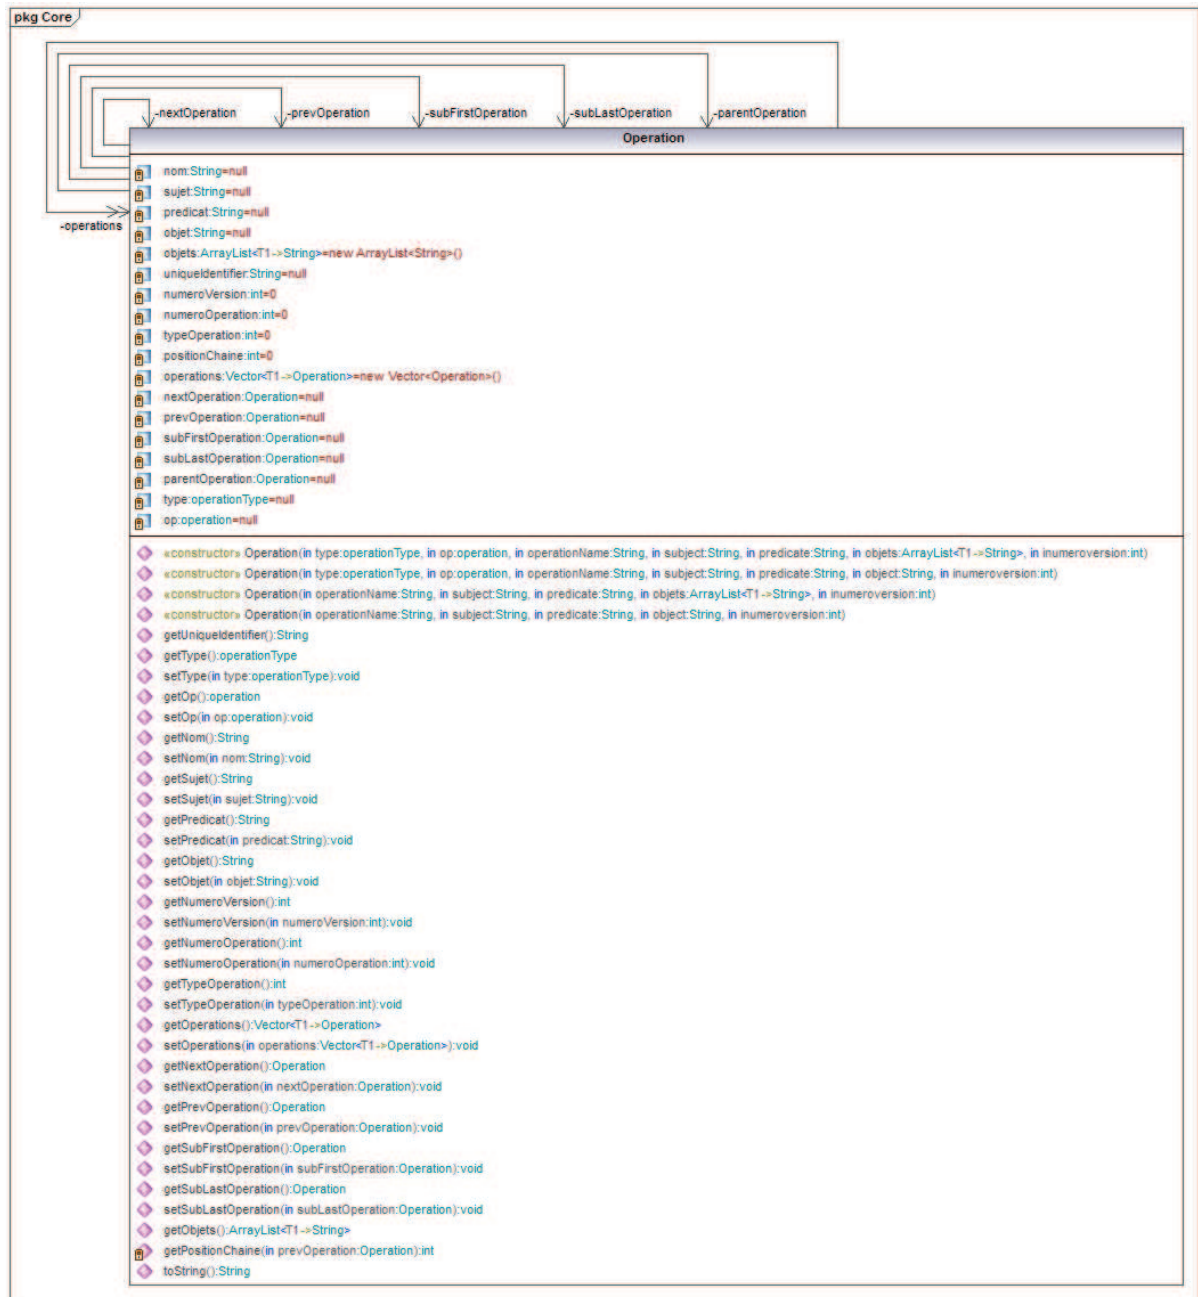 pkg Core
-nextOperation
-prevOperation
-subFirstOperation
-subLastOperation
-parentOperation
Operation
-operations
nom:String=null
sujet:String=null
predicat:String=null
objet:String=null
objets:ArrayList<T1->String>=new ArrayList<String>()
uniqueIdentifier:String=null
numeroVersion:int=0
numeroOperation:int=0
typeOperation:int=0
positionChaine:int=0
operations:Vector<T1->Operation>=new Vector<Operation>()
nextOperation:Operation=null
prevOperation:Operation=null
subFirstOperation:Operation=null
subLastOperation:Operation=null
parentOperation:Operation=null
type:operationType=null
op:operation=null
«constructor» Operation(in type:operationType, in op:operation, in operationName:String, in subject:String, in predicate:String, in objets:ArrayList<T1->String>, in inumeroversion:int)
«constructor» Operation(in type:operationType, in op:operation, in operationName:String, in subject:String, in predicate:String, in object:String, in inumeroversion:int)
«constructor» Operation(in operationName:String, in subject:String, in predicate:String, in objets:ArrayList<T1->String>, in inumeroversion:int)
«constructor» Operation(in operationName:String, in subject:String, in predicate:String, in object:String, in inumeroversion:int)
getUniqueIdentifier():String
getType():operationType
setType(in type:operationType):void
getOp():operation
setOp(in op:operation):void
getNom():String
setNom(in nom:String):void
getSujet():String
setSujet(in sujet:String):void
getPredicat():String
setPredicat(in predicat:String):void
getObjet():String
setObjet(in objet:String):void
getNumeroVersion():int
setNumeroVersion(in numeroVersion:int):void
getNumeroOperation():int
setNumeroOperation(in numeroOperation:int):void
getTypeOperation():int
setTypeOperation(in typeOperation:int):void
getOperations():Vector<T1->Operation>
setOperations(in operations:Vector<T1->Operation>):void
getNextOperation():Operation
setNextOperation(in nextOperation:Operation):void
getPrevOperation():Operation
setPrevOperation(in prevOperation:Operation):void
getSubFirstOperation():Operation
setSubFirstOperation(in subFirstOperation:Operation):void
getSubLastOperation():Operation
setSubLastOperation(in subLastOperation:Operation):void
getObjets():ArrayList<T1->String>
getPositionChaine(in prevOperation:Operation):int
toString():String